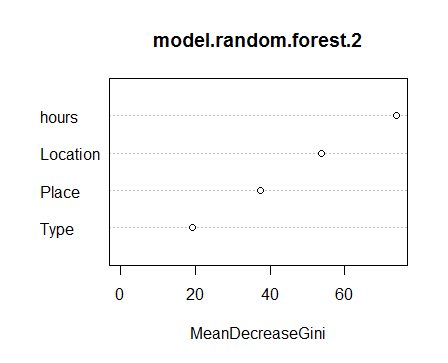 model.random.forest.2
hours
Location
Place
Type
0 20 40 60
MeanDecreaseGini